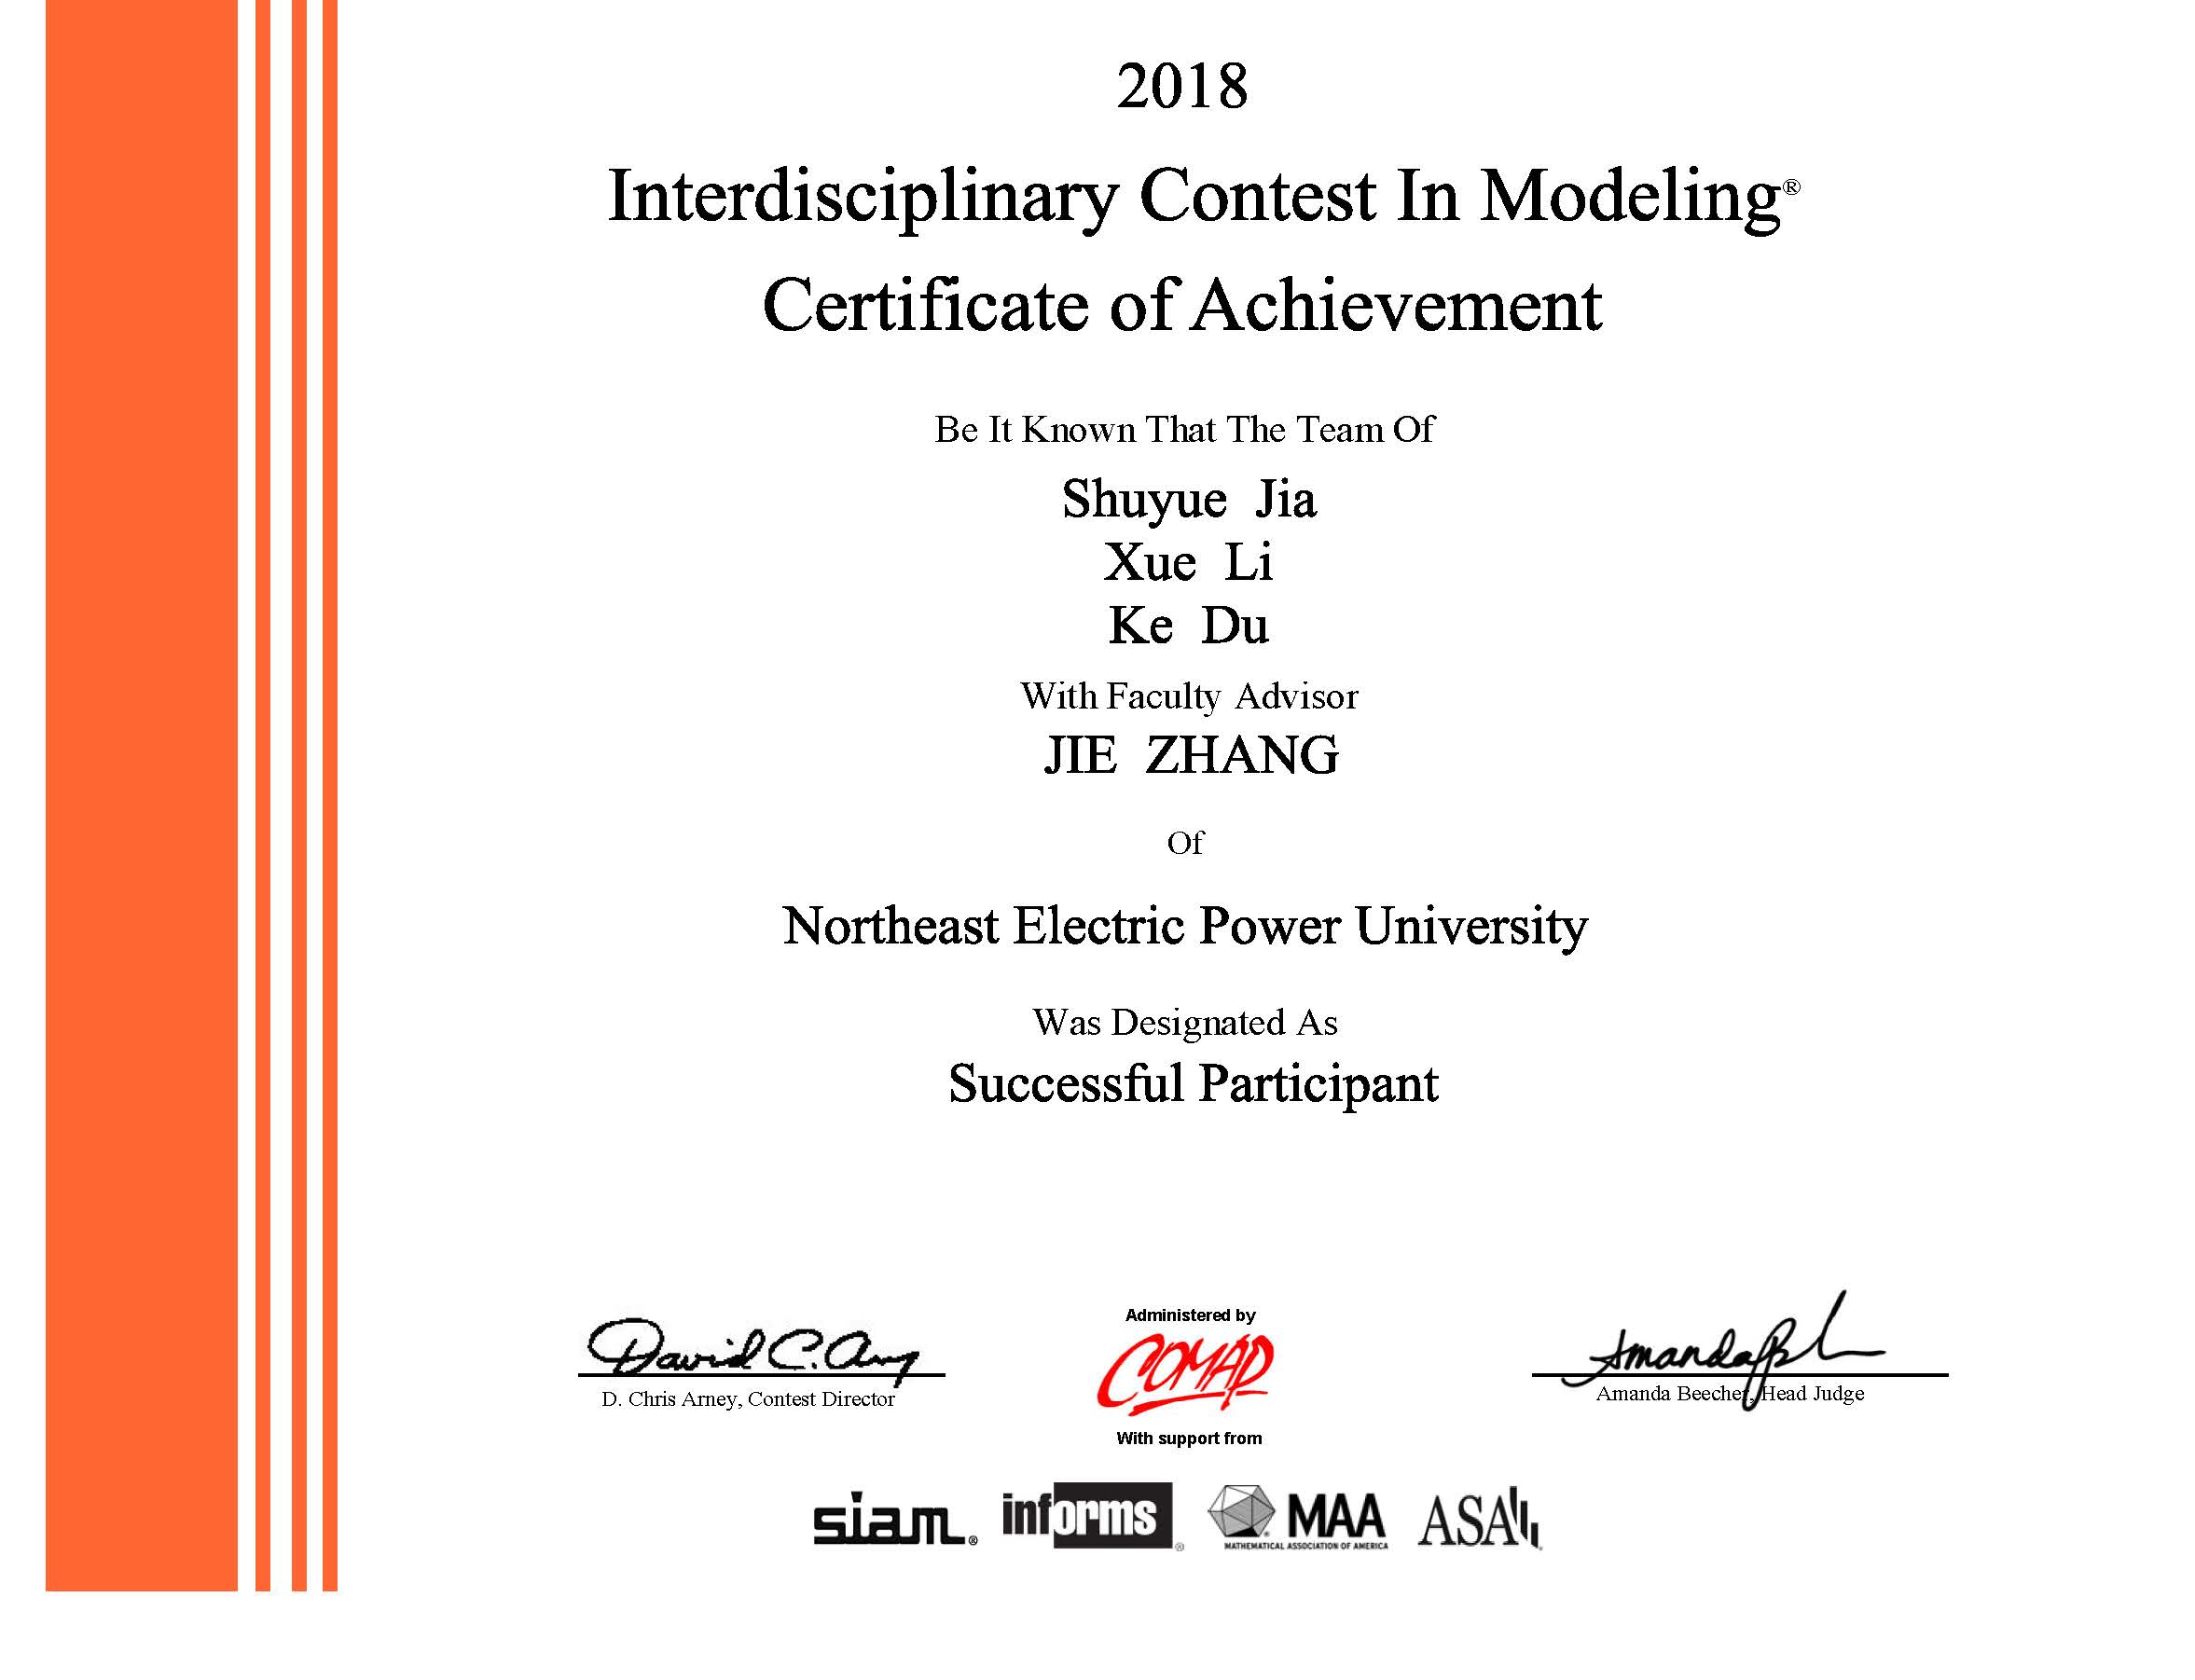 2018
Interdisciplinary Contest In Modeling®
Certificate of Achievement
Be It Known That The Team Of
Shuyue Jia
Xue Li
Ke Du
With Faculty Advisor
JIE ZHANG
Of
Northeast Electric Power University
Was Designated As
Successful Participant
David C. Arney
D. Chris Arney, Contest Director
Administered by
COMAP
With support from
Amanda Beecher, Head Judge
siam® informs® MAA ASA
MATHEMATICAL ASSOCIATION OF AMERICA